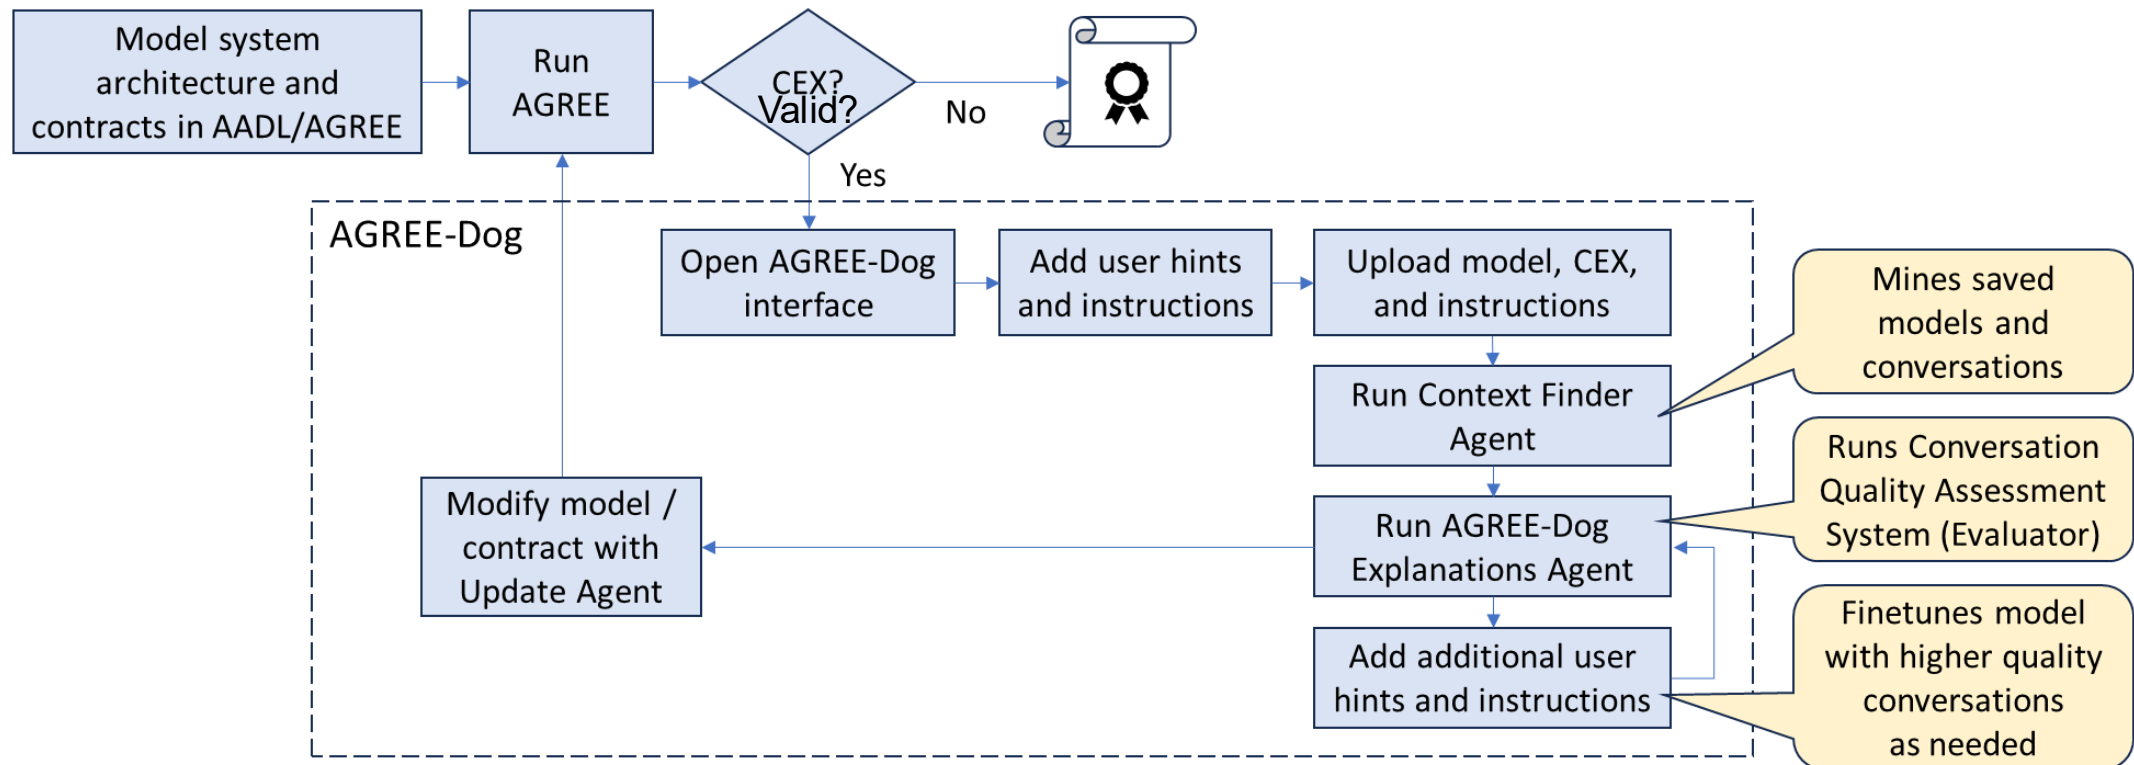 Model system
architecture and
contracts in AADL/AGREE
Run
AGREE
CEX?
Valid?
No
Yes
AGREE-Dog
Open AGREE-Dog
interface
Add user hints
and instructions
Upload model, CEX,
and instructions
Mines saved
models and
conversations
Run Context Finder
Agent
Runs Conversation
Quality Assessment
System (Evaluator)
Modify model /
contract with
Update Agent
Run AGREE-Dog
Explanations Agent
Finetunes model
with higher quality
conversations
as needed
Add additional user
hints and instructions